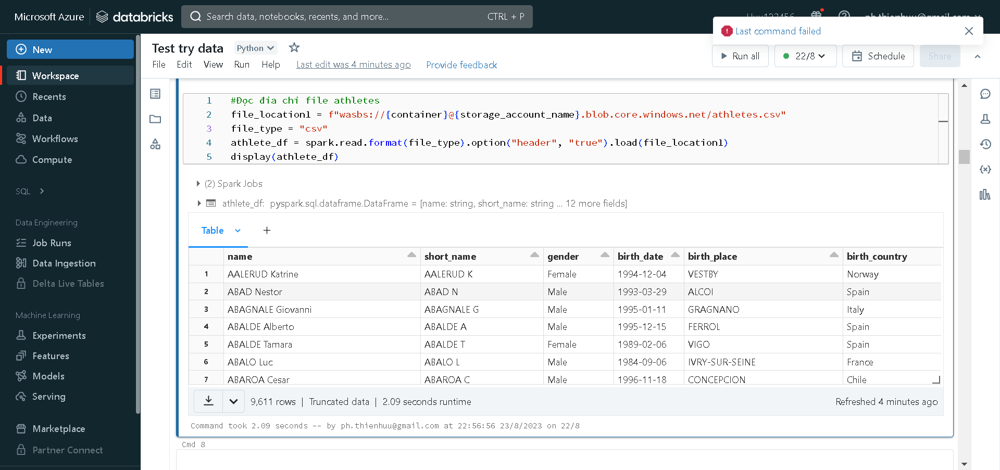 Microsoft Azure
databricks
Search data, notebooks, recents, and more...
CTRL + P
Last command failed
New
Workspace
Recents
Data
Workflows
Compute
SQL
Data Engineering
Job Runs
Data Ingestion
Delta Live Tables
Machine Learning
Experiments
Features
Models
Serving
Marketplace
Partner Connect
Test try data
Python
File Edit View Run Help Last edit was 4 minutes ago Provide feedback
Run all
22/8
Schedule
Share
1 #Đọc đỉa chỉ file athletes
2 file_location1 = f"wasbs://{container}@{storage_account_name}.blob.core.windows.net/athletes.csv"
3 file_type = "csv"
4 athlete_df = spark.read.format(file_type).option("header", "true").load(file_location1)
5 display(athlete_df)
(2) Spark Jobs
athlete_df: pyspark.sql.dataframe.DataFrame = [name: string, short_name: string ... 12 more fields]
Table +
name short_name gender birth_date birth_place birth_country
1 AALERUD Katrine AALERUD K Female 1994-12-04 VESTBY Norway
2 ABAD Nestor ABAD N Male 1993-03-29 ALCOI Spain
3 ABAGNALE Giovanni ABAGNALE G Male 1995-01-11 GRAGNANO Italy
4 ABALDE Alberto ABALDE A Male 1995-12-15 FERROL Spain
5 ABALDE Tamara ABALDE T Female 1989-02-06 VIGO Spain
6 ABALO Luc ABALO L Male 1984-09-06 IVRY-SUR-SEINE France
7 ABAROA Cesar ABAROA C Male 1996-11-18 CONCEPCION Chile
9,611 rows | Truncated data | 2.09 seconds runtime
Refreshed 4 minutes ago
Command took 2.09 seconds -- by ph.thienhuu@gmail.com at 22:56:56 23/8/2023 on 22/8
Cmd 8